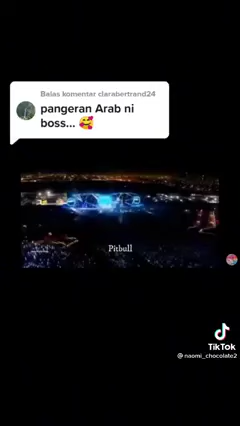 Balas komentar clarabertrand24
pangeran Arab ni
boss... 🥰
Pitbull
TikTok
@naomi_chocolate2